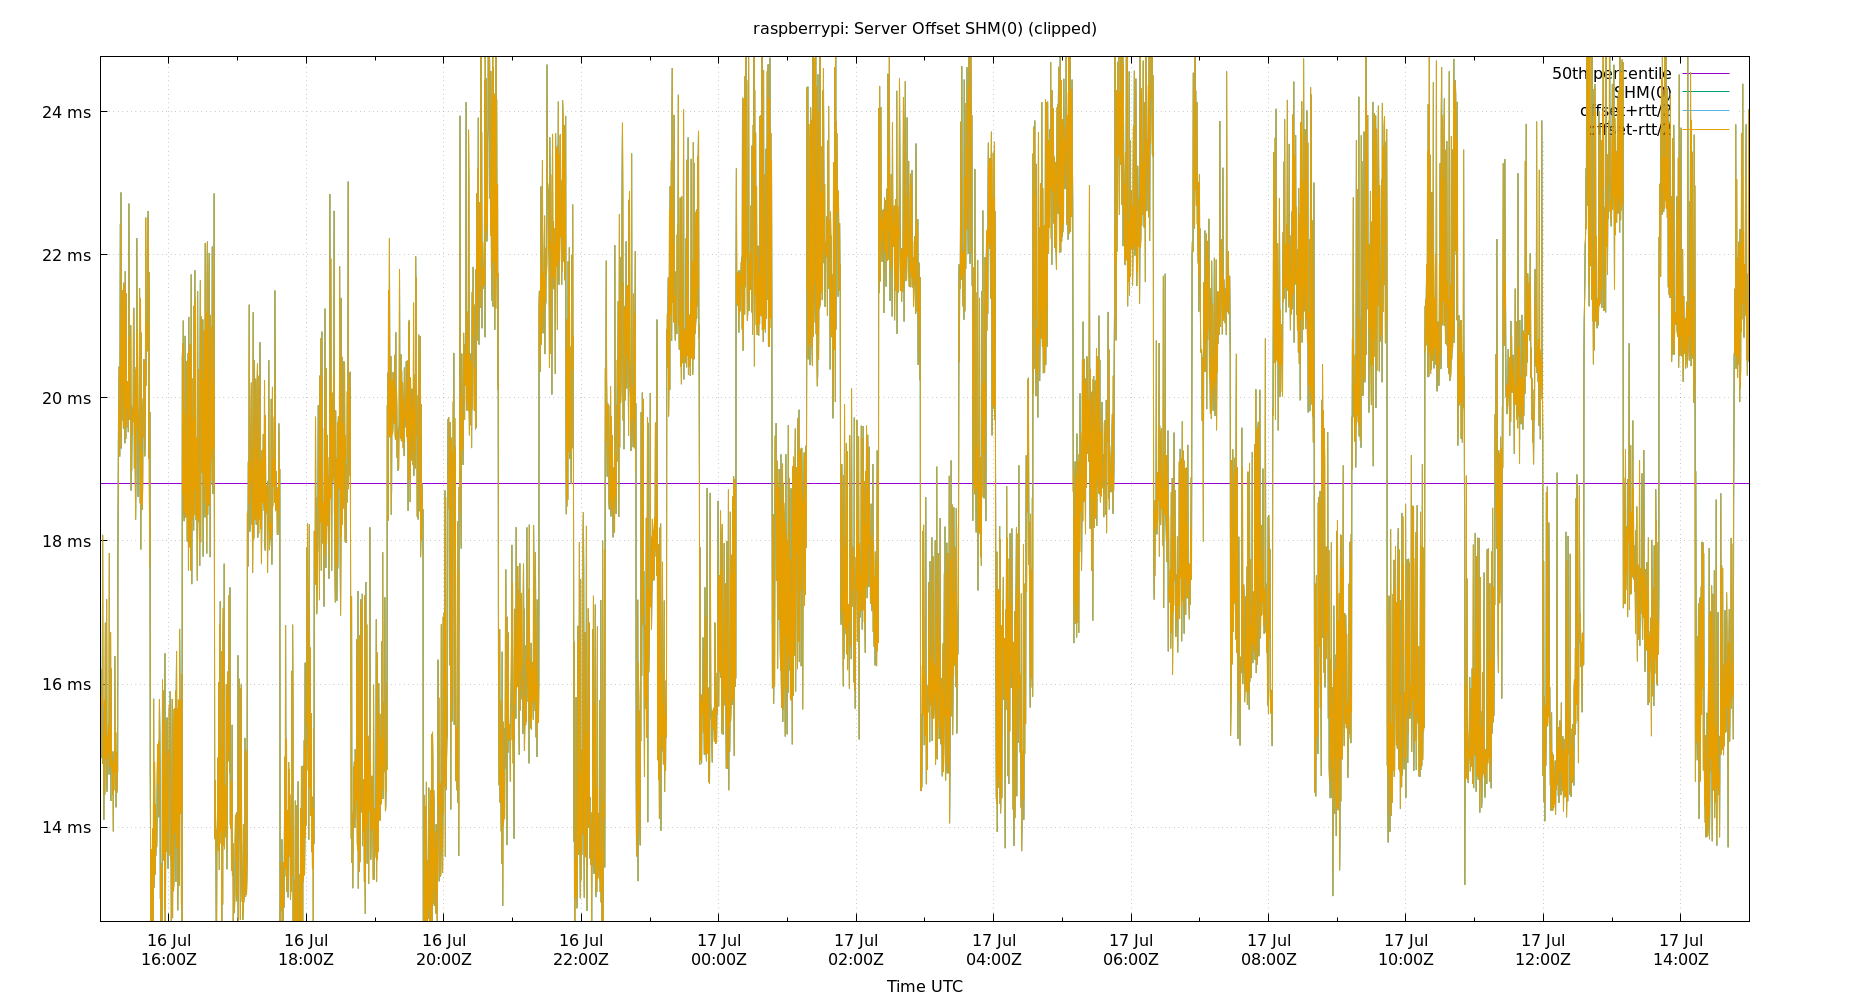 raspberrypi: Server Offset SHM(0) (clipped)
50th percentile
SHM(0)
offset+rtt/2
offset-rtt/2
24 ms
22 ms
20 ms
18 ms
16 ms
14 ms
16 Jul 16 Jul 16 Jul 16 Jul 17 Jul 17 Jul 17 Jul 17 Jul 17 Jul 17 Jul 17 Jul 17 Jul
16:00Z 18:00Z 20:00Z 22:00Z 00:00Z 02:00Z 04:00Z 06:00Z 08:00Z 10:00Z 12:00Z 14:00Z
Time UTC